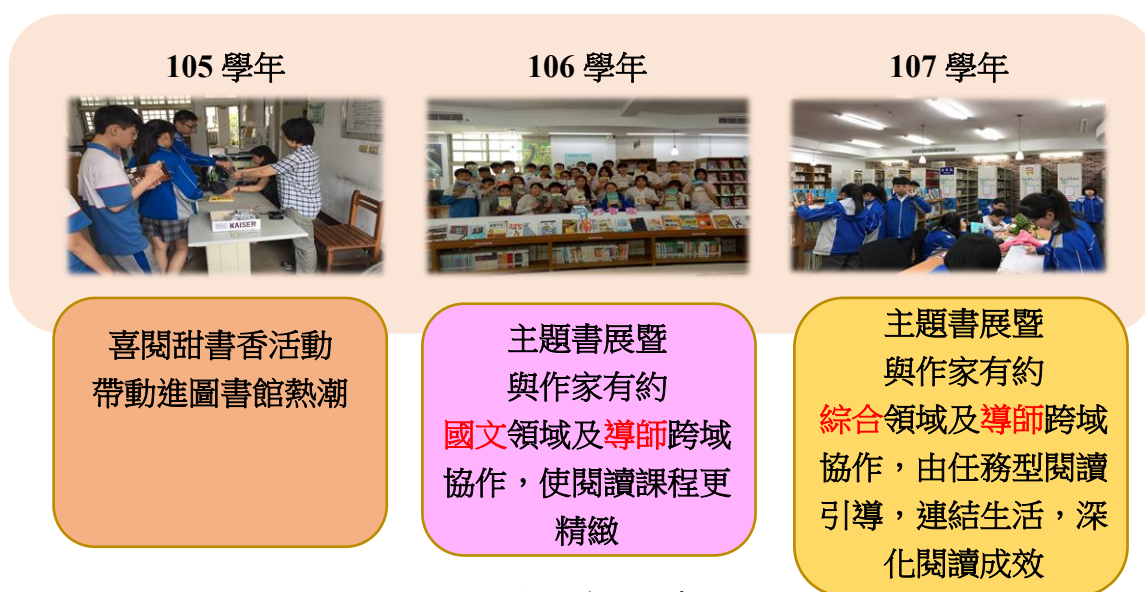 105 學年
106 學年
107 學年
KAISER
喜閱甜書香活動
帶動進圖書館熱潮
主題書展暨
與作家有約
國文領域及導師跨域
協作，使閱讀課程更
精緻
主題書展暨
與作家有約
綜合領域及導師跨域
協作，由任務型閱讀
引導，連結生活，深
化閱讀成效